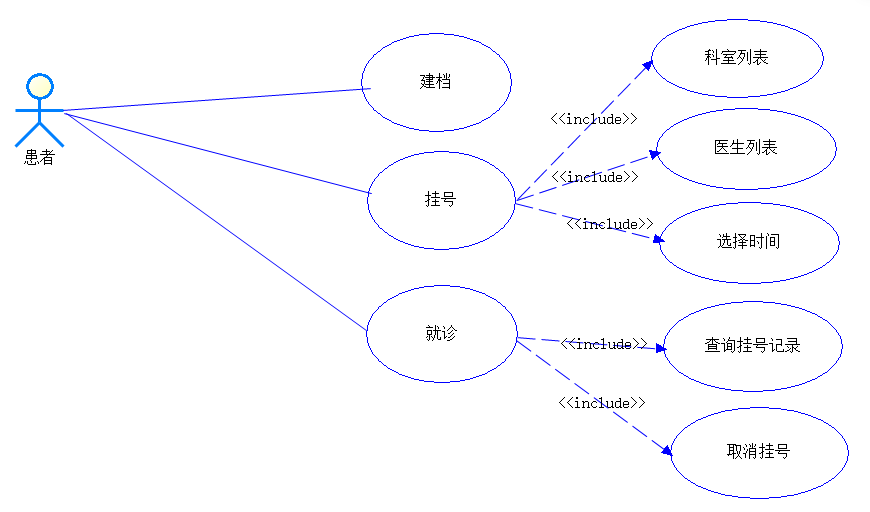 患者
建档
挂号
就诊
<<include>>
<<include>>
<<include>>
<<include>>
<<include>>
科室列表
医生列表
选择时间
查询挂号记录
取消挂号